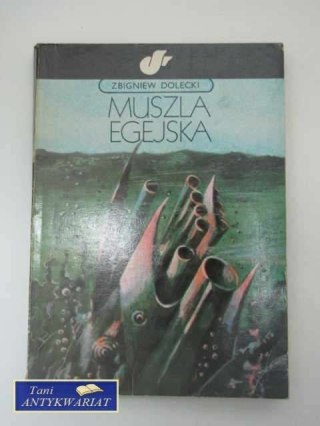 ZBIGNIEW DOLECKI
MUSZLA
EGEJSKA
Tani
ANTYKWARIAT